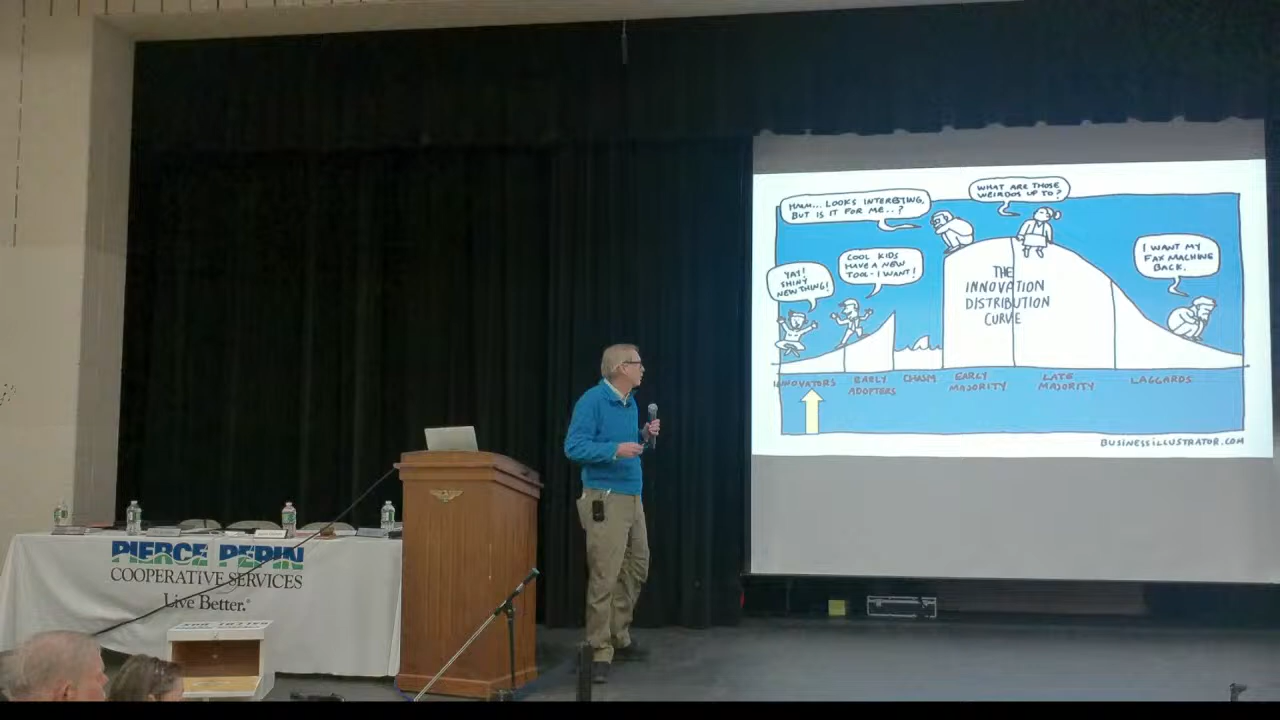 HMM... LOOKS INTERESTING,
BUT IS IT FOR ME..?
WHAT ARE THOSE
WEIRDOS UP TO?
YAY!
SHINY
NEW THING!
COOL KIDS
HAVE A NEW
TOOL - I WANT!
I WANT MY
FAX MACHINE
BACK.
THE
INNOVATION
DISTRIBUTION
CURVE
INNOVATORS
EARLY
ADOPTERS
CHASM
EARLY
MAJORITY
LATE
MAJORITY
LAGGARDS
BUSINESSILLUSTRATOR.COM
PIERCE PEPIN
COOPERATIVE SERVICES
Live Better.®